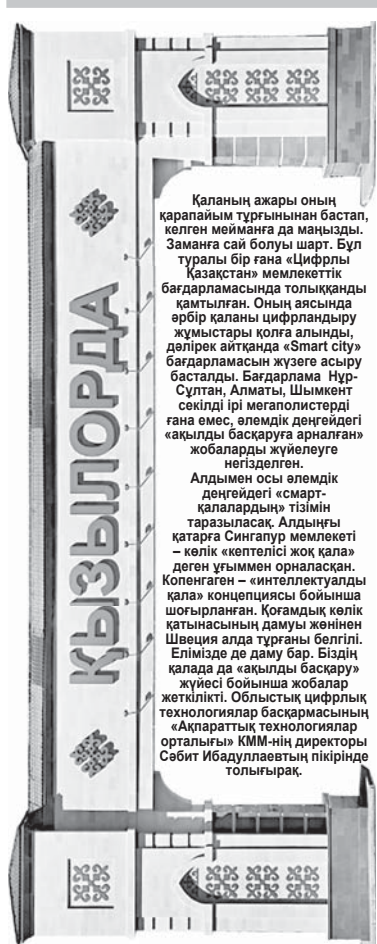 ҚЫЗЫЛОРДА
Қаланың ажары оның
қарапайым тұрғынынан бастап,
келген мейманға да маңызды.
Заманға сай болуы шарт. Бұл
туралы бір ғана «Цифрлы
Қазақстан» мемлекеттік
бағдарламасында толыққанды
қамтылған. Оның аясында
әрбір қаланы цифрландыру
жұмыстары қолға алынды,
дәлірек айтқанда «Smart city»
бағдарламасын жүзеге асыру
басталды. Бағдарлама Нұр-
Сұлтан, Алматы, Шымкент
секілді ірі мегаполистерді
ғана емес, әлемдік деңгейдегі
«ақылды басқаруға арналған»
жобаларды жүйелеуге
негізделген.
Алдымен осы әлемдік
деңгейдегі «смарт-
қалалардың» тізімін
таразыласақ. Алдыңғы
қатарға Сингапур мемлекеті
– көлік «кептелісі жоқ қала»
деген ұғыммен орналасқан.
Копенгаген – «интеллектуалды
қала» концепциясы бойынша
шоғырланған. Қоғамдық көлік
қатынасының дамуы жөнінен
Швеция алда тұрғаны белгілі.
Елімізде де даму бар. Біздің
қалада да «ақылды басқару»
жүйесі бойынша жобалар
жеткілікті. Облыстық цифрлық
технологиялар басқармасының
«Ақпараттық технологиялар
орталығы» КММ-нің директоры
Сәбит Ибадуллаевтың пікірінде
толығырақ.